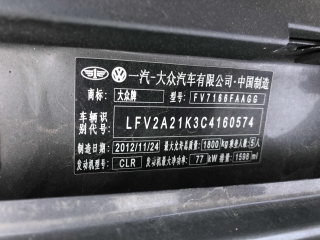 一汽-大众汽车有限公司·中国制造
商标: 大众牌 型号: FV7166FAAGG
车辆识别代号: LFV2A21K3C4160574
制造日期: 2012/11/24 最大允许总质量: 1800 kg 乘坐人数: 5 人
发动机型号: CLR 发动机最大净功率: 77 kW 排量: 1598 ml